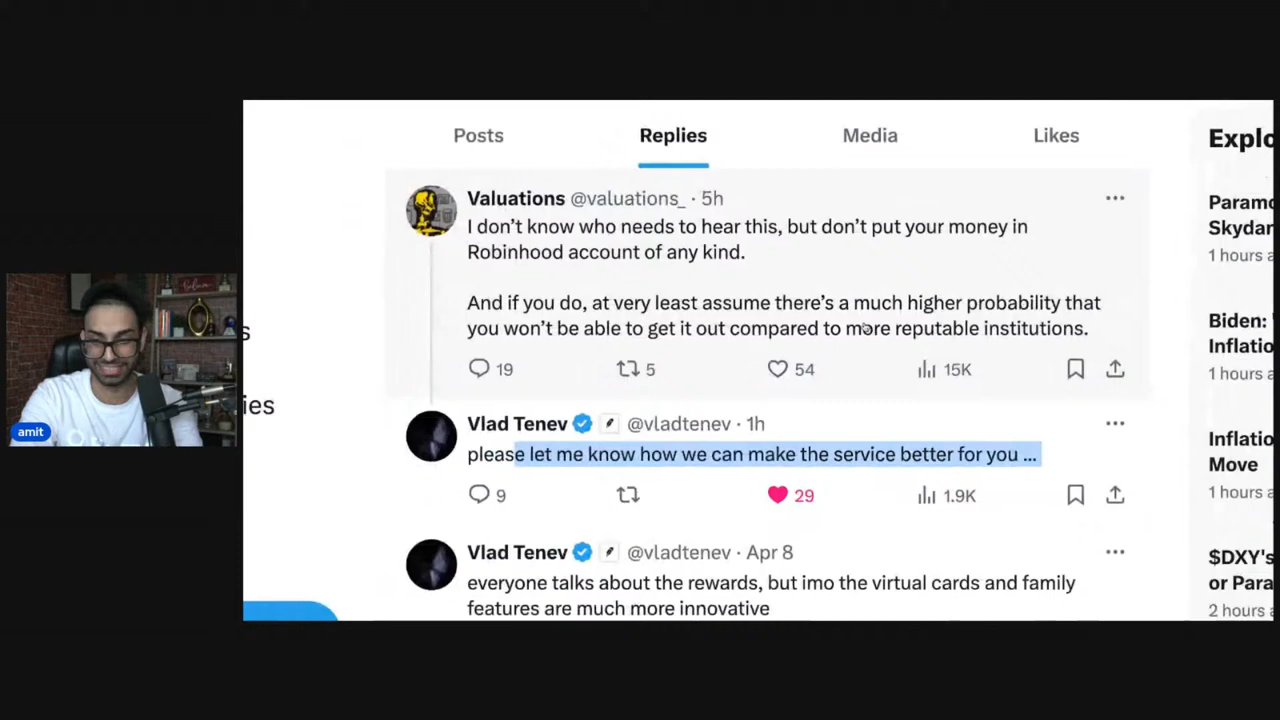 Posts Replies Media Likes
Explo
Valuations @valuations_ · 5h
I don't know who needs to hear this, but don't put your money in
Robinhood account of any kind.
And if you do, at very least assume there's a much higher probability that
you won't be able to get it out compared to more reputable institutions.
19 5 54 15K
Vlad Tenev @vladtenev · 1h
please let me know how we can make the service better for you ...
9 29 1.9K
Vlad Tenev @vladtenev · Apr 8
everyone talks about the rewards, but imo the virtual cards and family
features are much more innovative
Paramo
Skydan
1 hours a
Biden:
Inflatio
1 hours a
Inflatio
Move
1 hours a
$DXY's
or Para
2 hours a
s
ies
amit